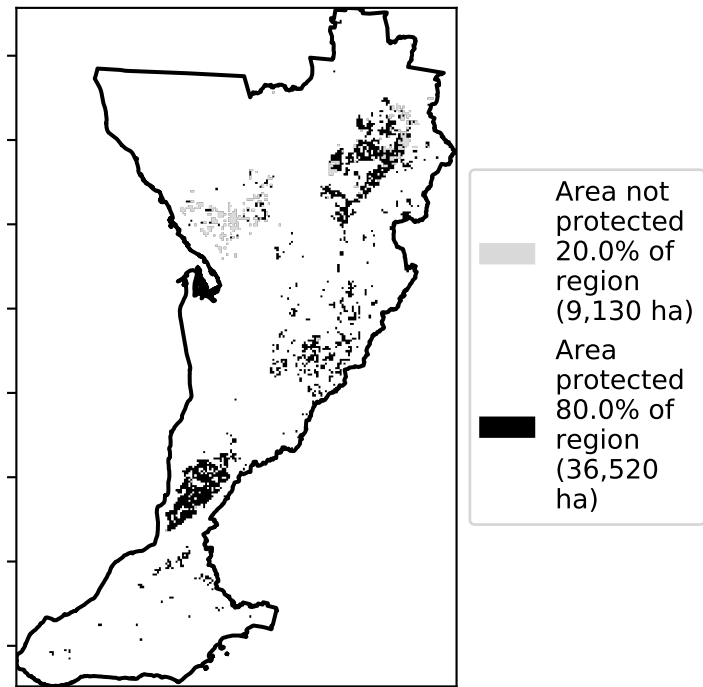 Area not
protected
20.0% of
region
(9,130 ha)
Area
protected
80.0% of
region
(36,520
ha)